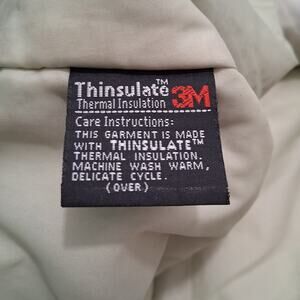 Thinsulate™ 3M
Thermal Insulation
Care Instructions:
THIS GARMENT IS MADE
WITH THINSULATE™
THERMAL INSULATION.
MACHINE WASH WARM,
DELICATE CYCLE.
(OVER)